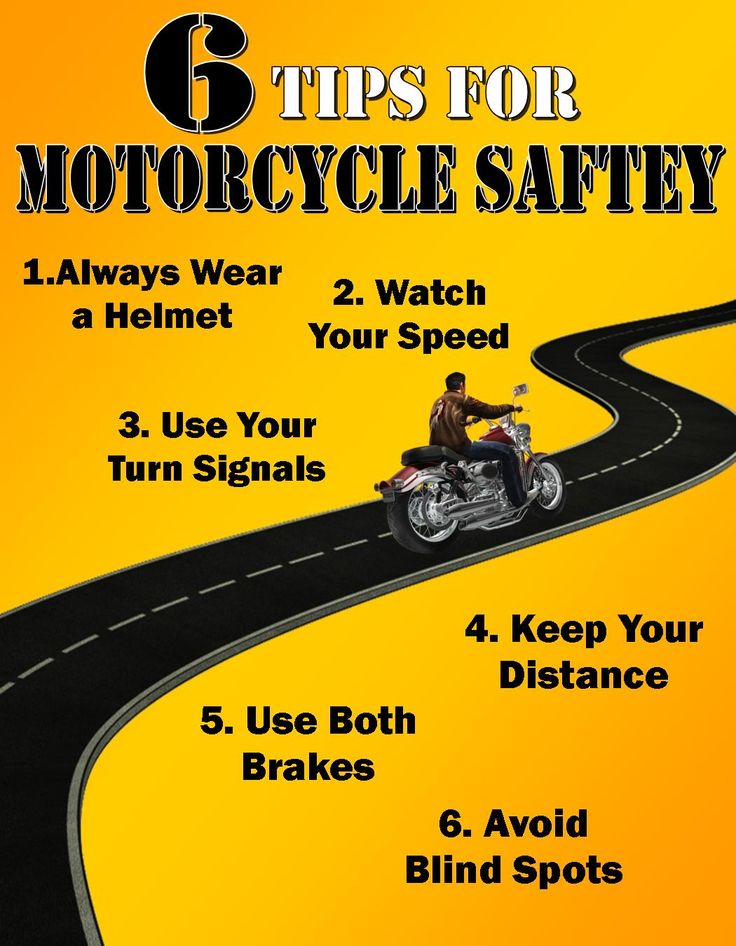 6 TIPS FOR
MOTORCYCLE SAFTEY
1.Always Wear
a Helmet
2. Watch
Your Speed
3. Use Your
Turn Signals
4. Keep Your
Distance
5. Use Both
Brakes
6. Avoid
Blind Spots